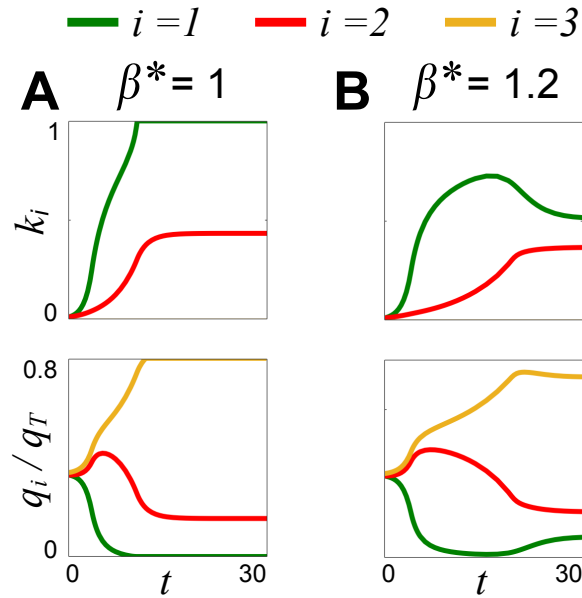 i =1 i =2 i =3
A β* = 1 B β* = 1.2
1
k_i
0
0.8
q_i / q_T
0
0 t 30 0 t 30